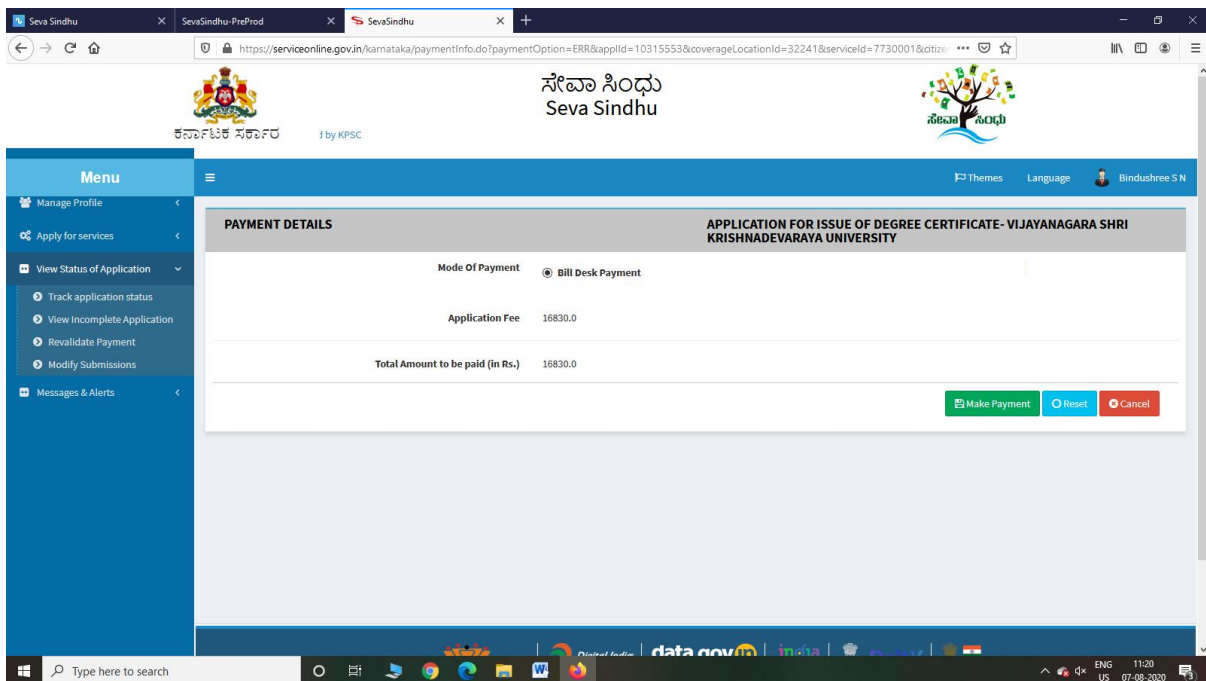 Seva Sindhu
SevaSindhu-PreProd
SevaSindhu
https://serviceonline.gov.in/karnataka/paymentInfo.do?paymentOption=ERR&applId=10315553&coverageLocationId=32241&serviceId=7730001&citize
ಕರ್ನಾಟಕ ಸರ್ಕಾರ
d by KPSC
ಸೇವಾ ಸಿಂಧು
Seva Sindhu
ಸೇವಾ ಸಿಂಧು
Menu
Themes Language Bindushree S N
Manage Profile
Apply for services
View Status of Application
Track application status
View Incomplete Application
Revalidate Payment
Modify Submissions
Messages & Alerts
PAYMENT DETAILS
APPLICATION FOR ISSUE OF DEGREE CERTIFICATE- VIJAYANAGARA SHRI
KRISHNADEVARAYA UNIVERSITY
Mode Of Payment Bill Desk Payment
Application Fee 16830.0
Total Amount to be paid (in Rs.) 16830.0
Make Payment Reset Cancel
Digital India data.gov.in india
Type here to search
ENG 11:20
US 07-08-2020
3